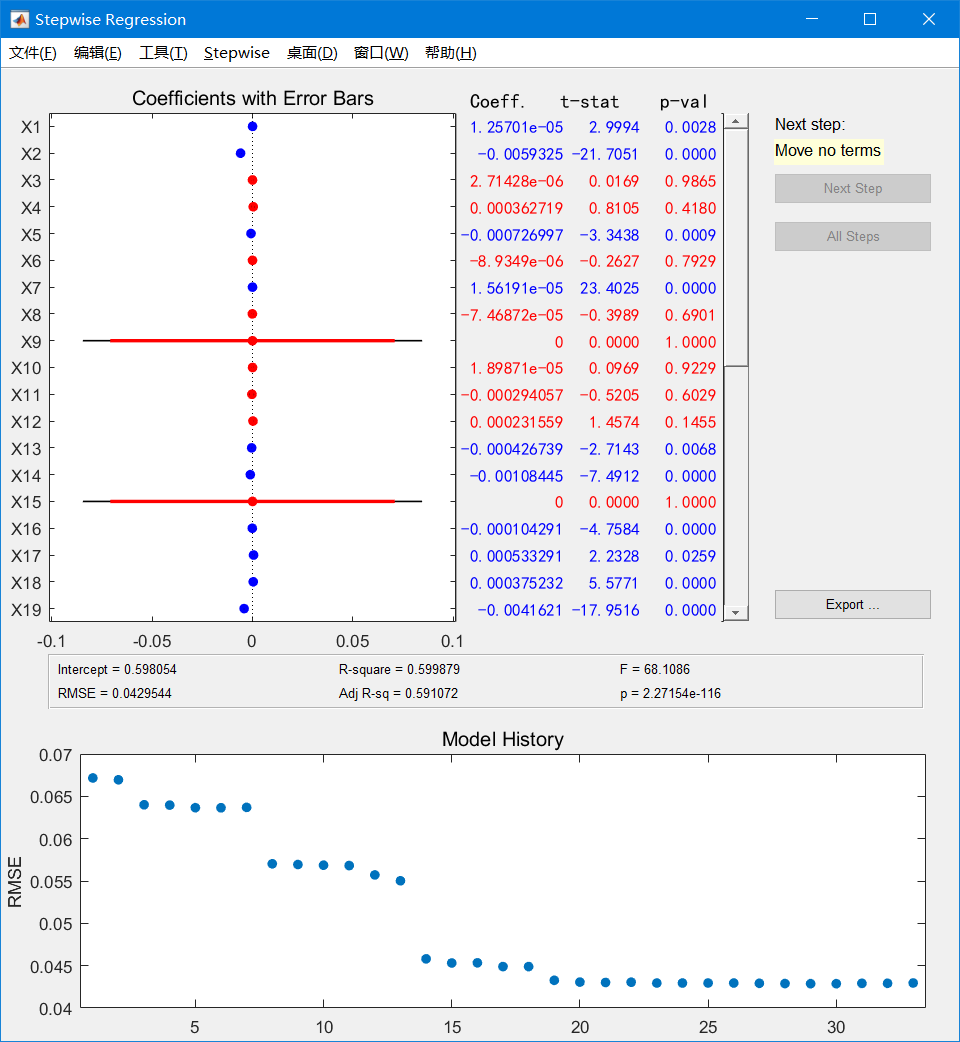 Stepwise Regression
文件(F) 编辑(E) 工具(T) Stepwise 桌面(D) 窗口(W) 帮助(H)
Coefficients with Error Bars
Coeff. t-stat p-val
X1 1.25701e-05 2.9994 0.0028
X2 -0.0059325 -21.7051 0.0000
X3 2.71428e-06 0.0169 0.9865
X4 0.000362719 0.8105 0.4180
X5 -0.000726997 -3.3438 0.0009
X6 -8.9349e-06 -0.2627 0.7929
X7 1.56191e-05 23.4025 0.0000
X8 -7.46872e-05 -0.3989 0.6901
X9 0 0.0000 1.0000
X10 1.89871e-05 0.0969 0.9229
X11 -0.000294057 -0.5205 0.6029
X12 0.000231559 1.4574 0.1455
X13 -0.000426739 -2.7143 0.0068
X14 -0.00108445 -7.4912 0.0000
X15 0 0.0000 1.0000
X16 -0.000104291 -4.7584 0.0000
X17 0.000533291 2.2328 0.0259
X18 0.000375232 5.5771 0.0000
X19 -0.0041621 -17.9516 0.0000
-0.1 -0.05 0 0.05 0.1
Next step:
Move no terms
Next Step
All Steps
Export ...
Intercept = 0.598054 R-square = 0.599879 F = 68.1086
RMSE = 0.0429544 Adj R-sq = 0.591072 p = 2.27154e-116
Model History
RMSE
0.07
0.065
0.06
0.055
0.05
0.045
0.04
5 10 15 20 25 30